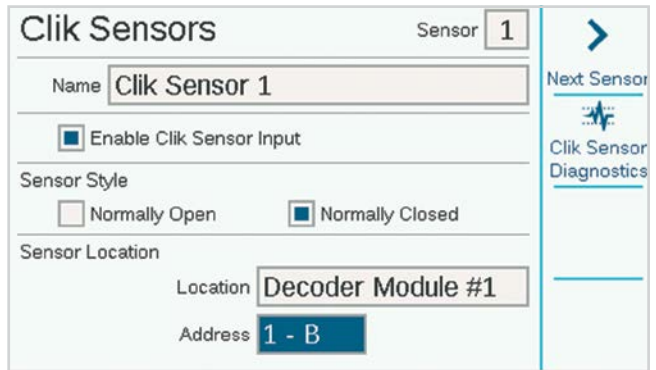 Clik Sensors Sensor 1
Next Sensor
Name Clik Sensor 1
Enable Clik Sensor Input
Clik Sensor
Diagnostics
Sensor Style
Normally Open Normally Closed
Sensor Location
Location Decoder Module #1
Address 1 - B